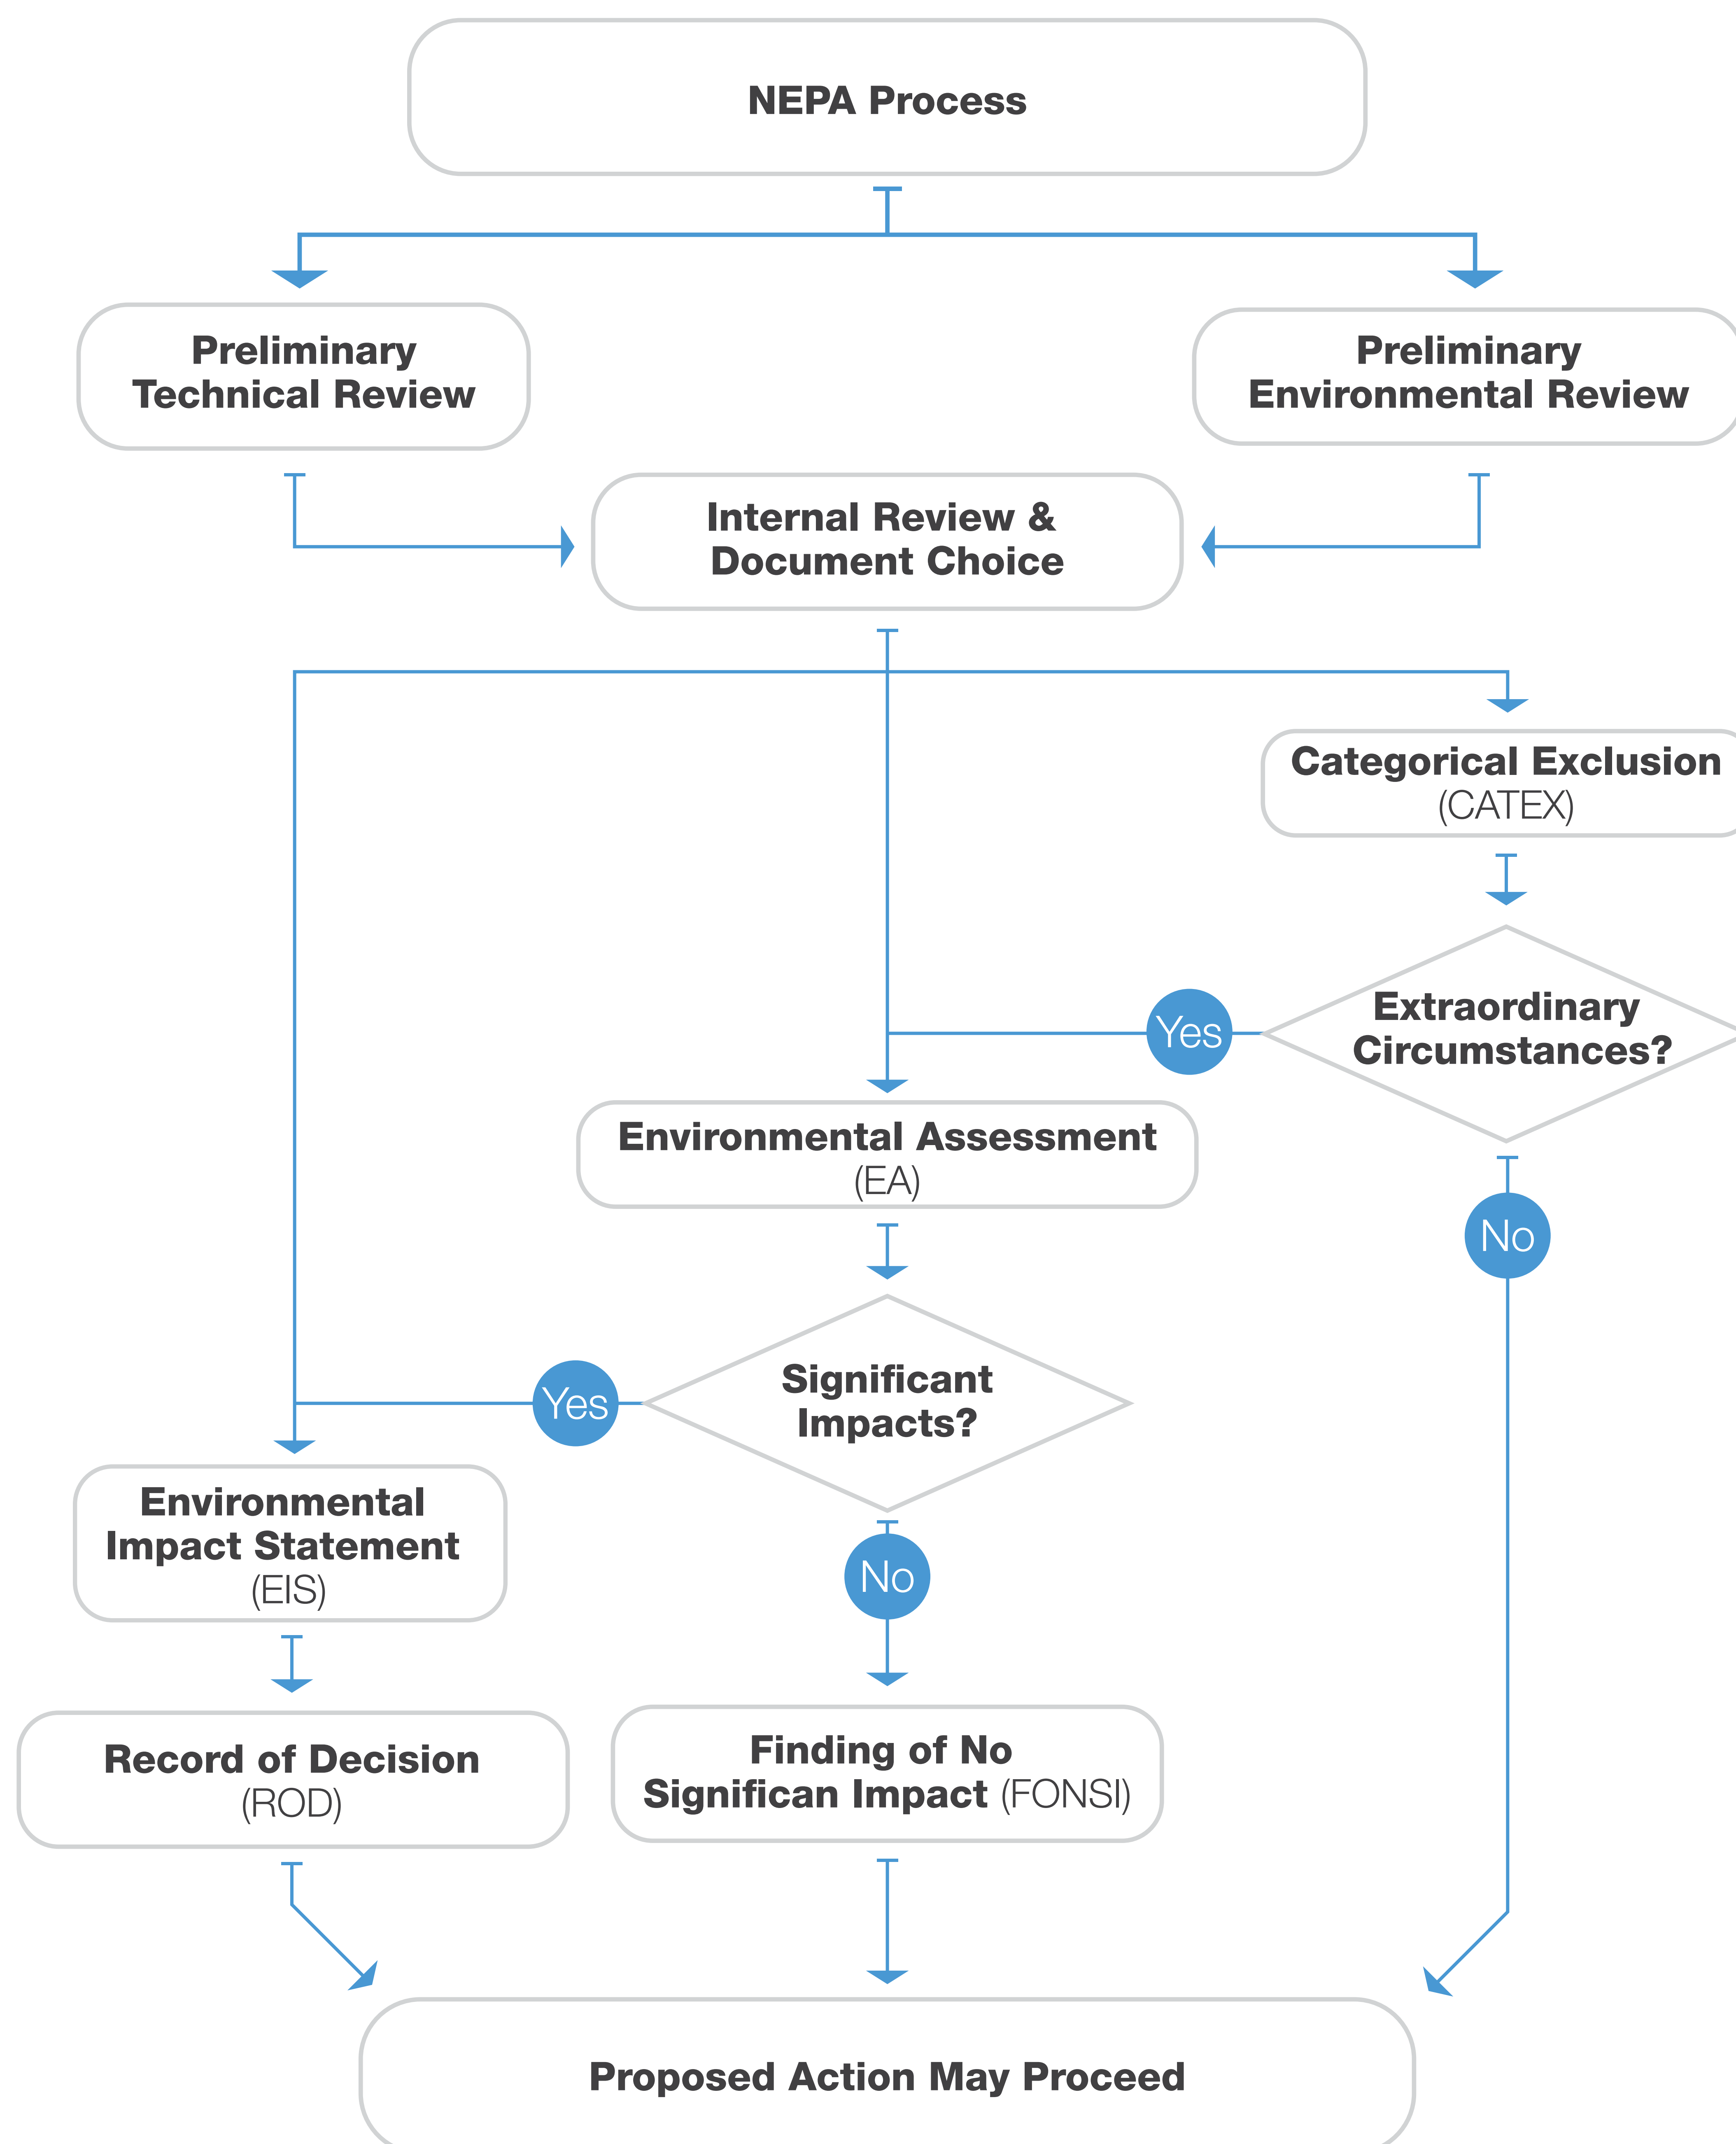 NEPA Process
Preliminary
Technical Review
Preliminary
Environmental Review
Internal Review &
Document Choice
Categorical Exclusion
(CATEX)
Extraordinary
Circumstances?
Yes
No
Environmental Assessment
(EA)
Significant
Impacts?
Yes
No
Environmental
Impact Statement
(EIS)
Record of Decision
(ROD)
Finding of No
Significan Impact (FONSI)
Proposed Action May Proceed